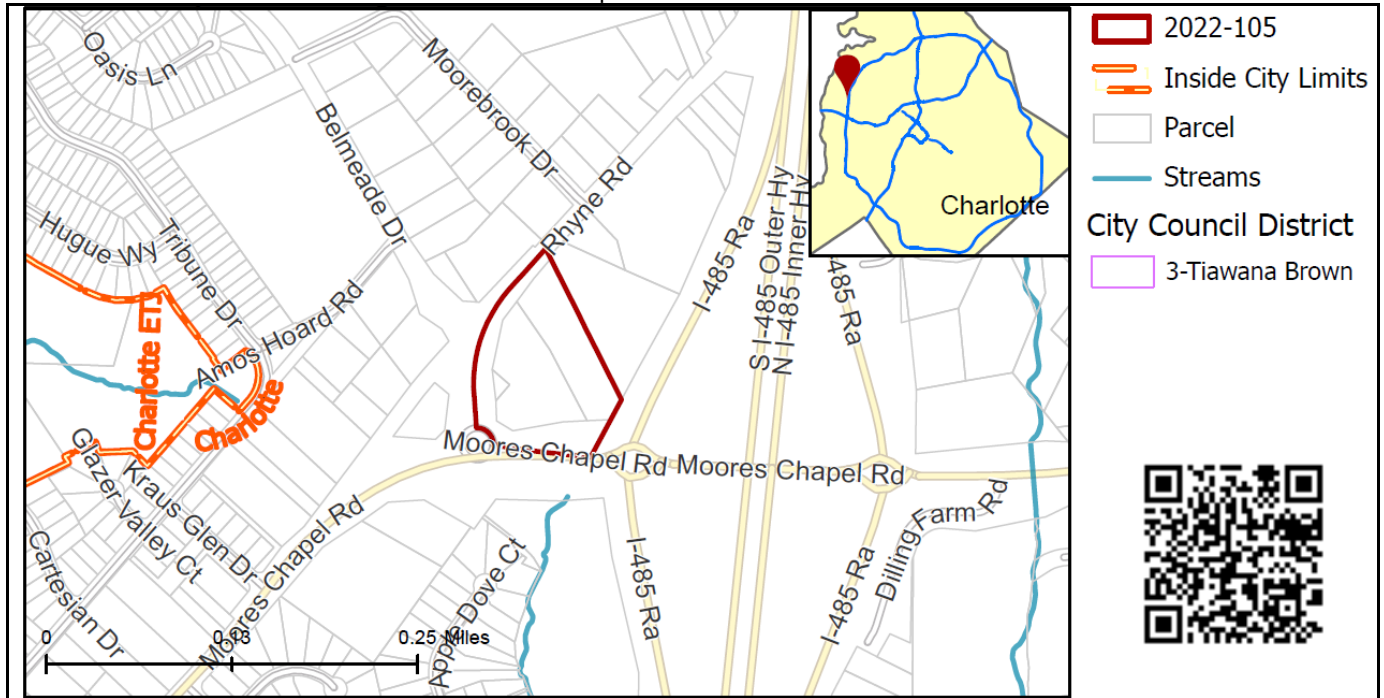 Oasis Ln
Moorebrook Dr
Belmeade Dr
Rhyne Rd
Hugue Wy
Tribune Dr
Amos Hoard Rd
Charlotte ETJ
Charlotte
I-485 Ra
S I-485 Outer Hy
N I-485 Inner Hy
485 Ra
Moores Chapel Rd
Moores Chapel Rd
Glazer Valley Ct
Kraus Glen Dr
Cartesian Dr
Moores Chapel Rd
Apple Dove Ct
I-485 Ra
I-485 Ra
Dilling Farm Rd
0
0.13
0.25 Miles
Charlotte
2022-105
Inside City Limits
Parcel
Streams
City Council District
3-Tiawana Brown